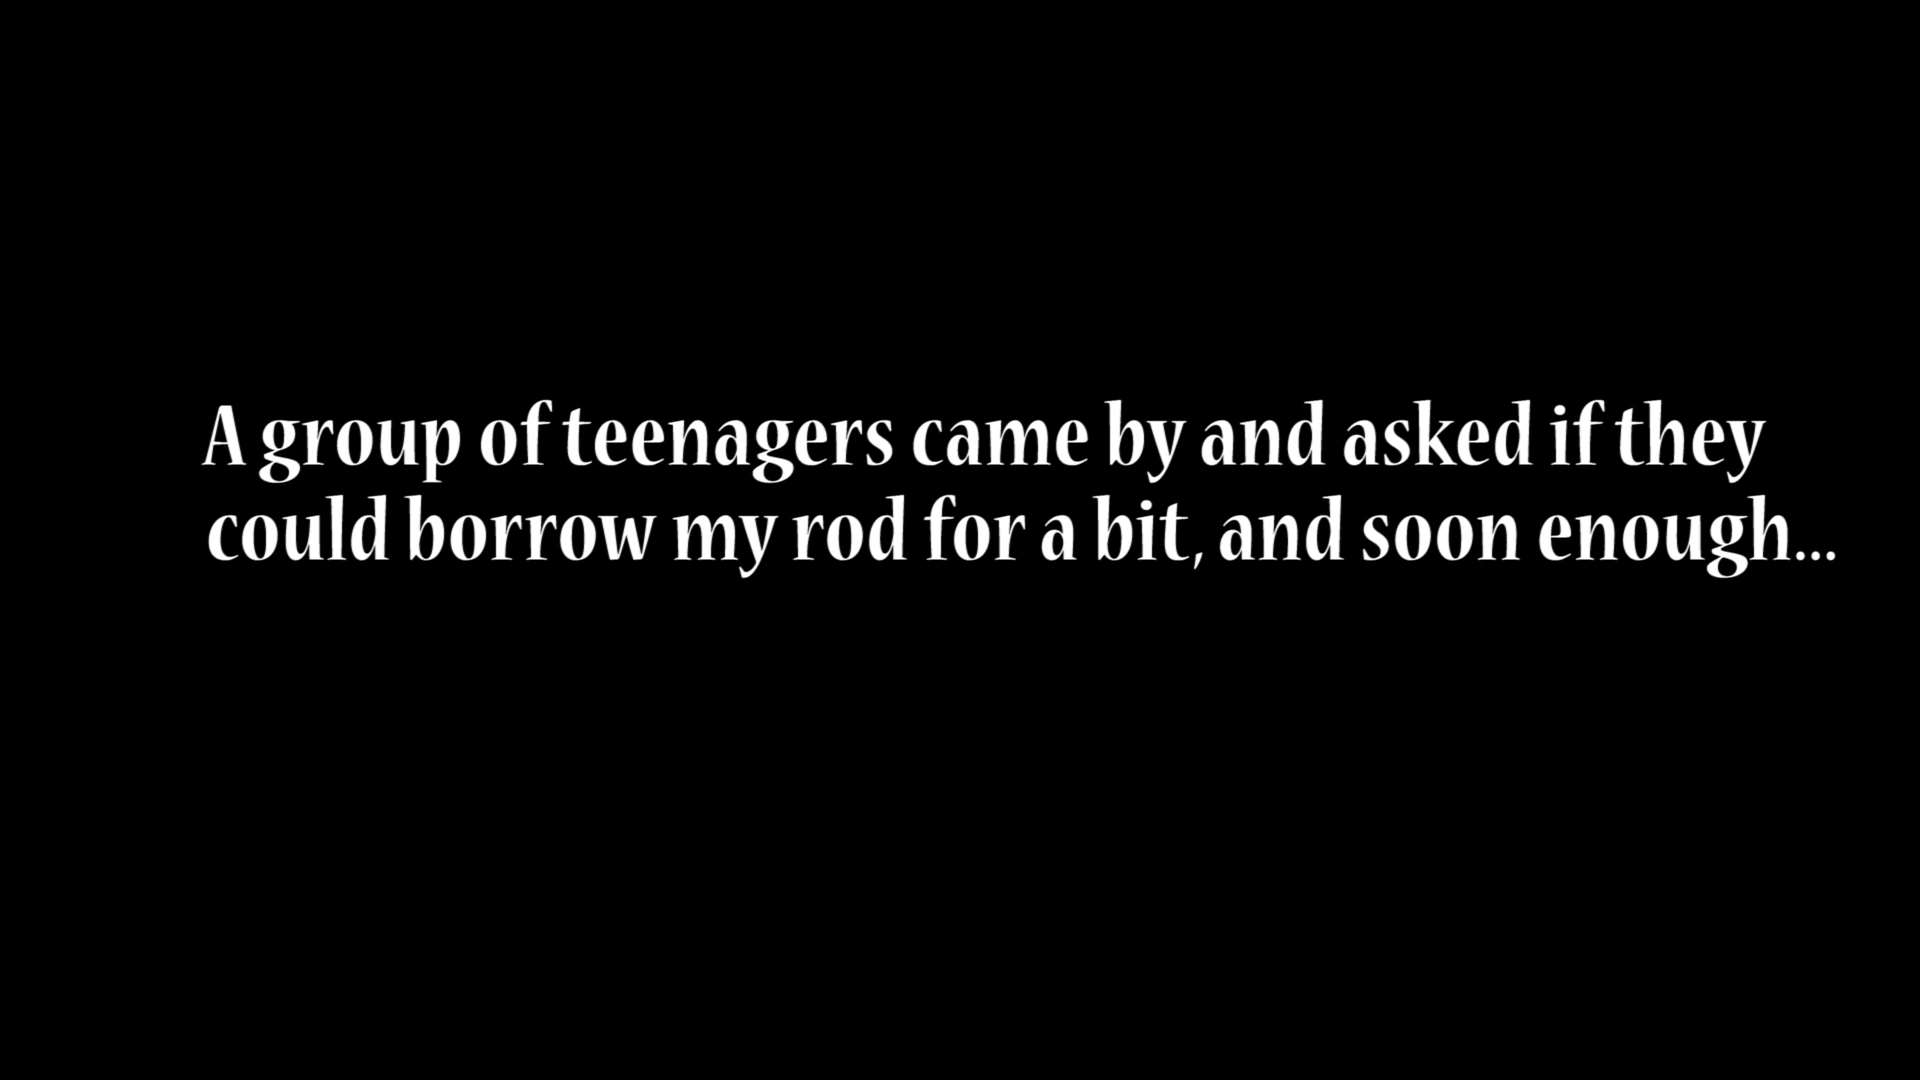 A group of teenagers came by and asked if they
could borrow my rod for a bit, and soon enough...